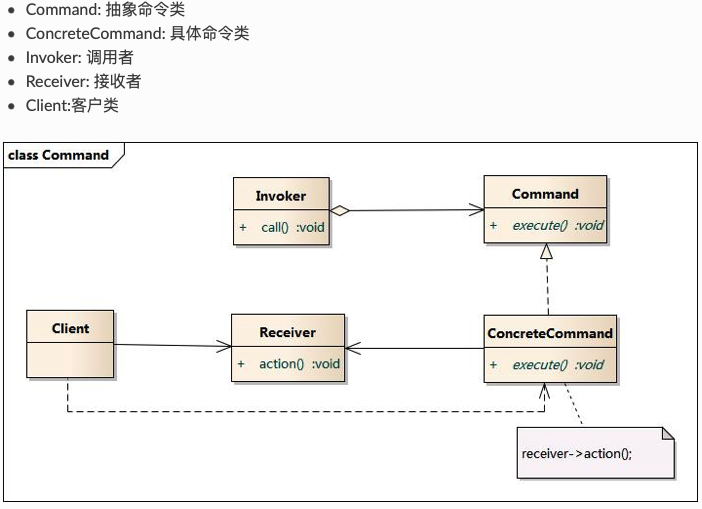 Command: 抽象命令类
ConcreteCommand: 具体命令类
Invoker: 调用者
Receiver: 接收者
Client:客户类
class Command
Invoker
+ call() :void
Command
+ execute() :void
Client
Receiver
+ action() :void
ConcreteCommand
+ execute() :void
receiver->action();